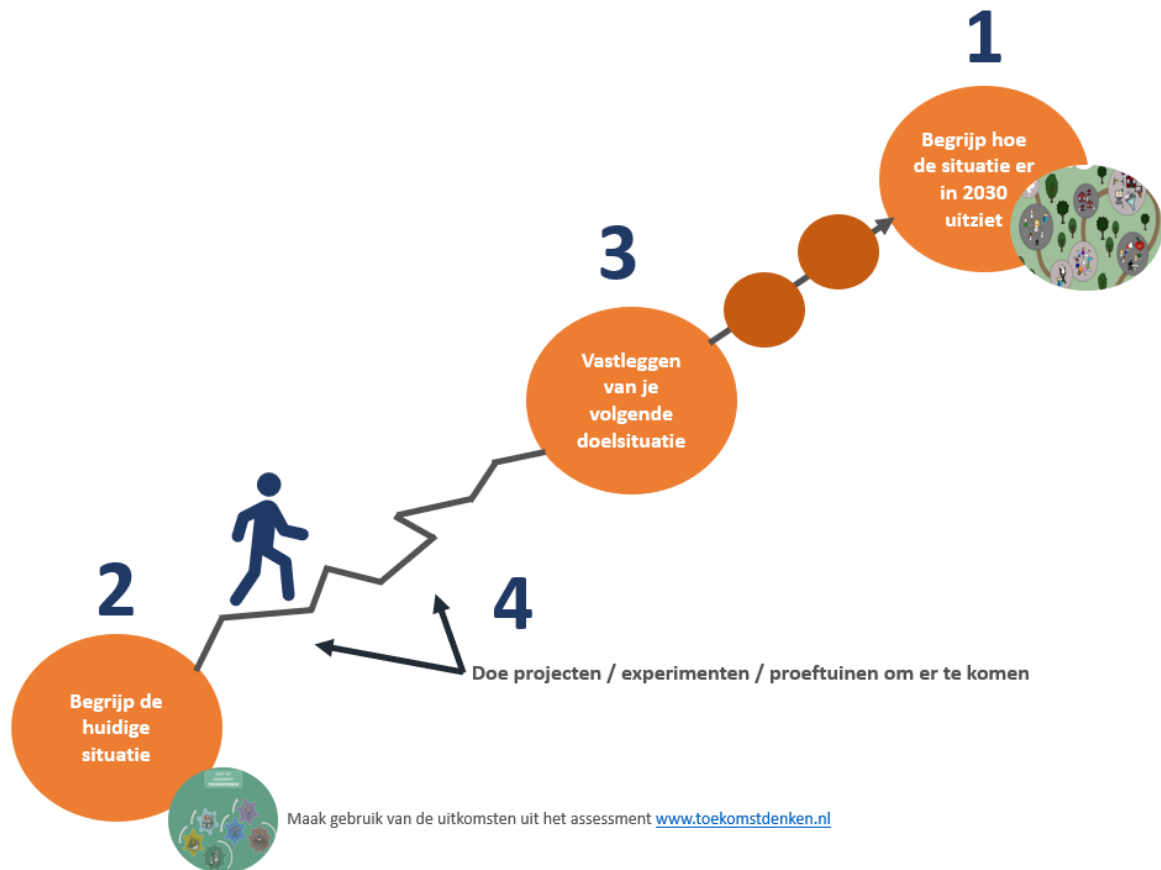 1
Begrijp hoe
de situatie er
in 2030
uitziet
3
Vastleggen
van je
volgende
doelsituatie
2
4
Doe projecten / experimenten / proeftuinen om er te komen
Begrijp de
huidige
situatie
Maak gebruik van de uitkomsten uit het assessment www.toekomstdenken.nl